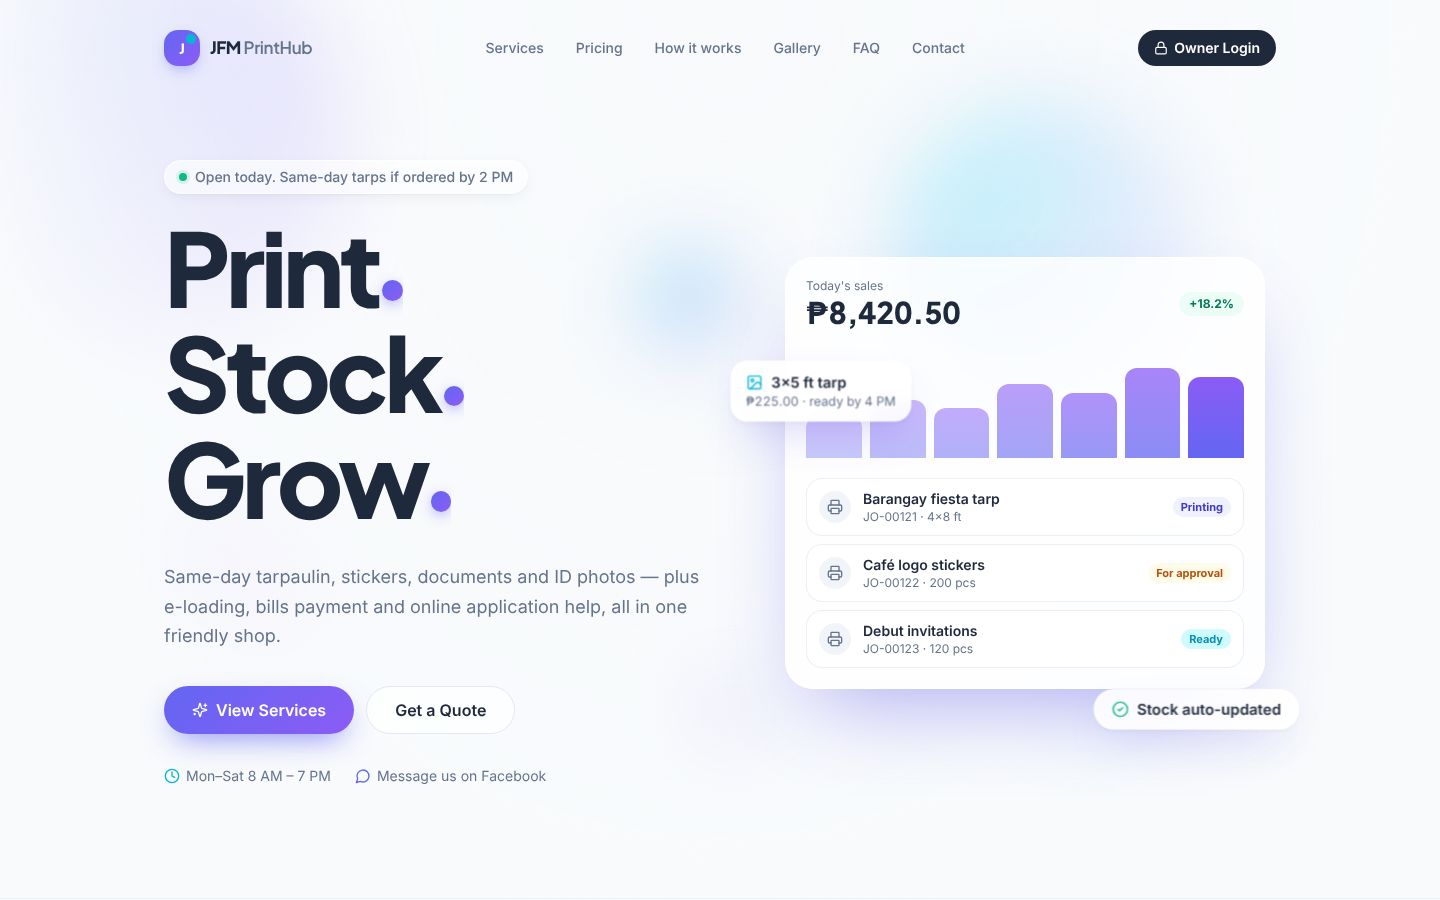 J
JFM PrintHub
Services
Pricing
How it works
Gallery
FAQ
Contact
Owner Login
Open today. Same-day tarps if ordered by 2 PM
Print.
Stock.
Grow.
Same-day tarpaulin, stickers, documents and ID photos — plus
e-loading, bills payment and online application help, all in one
friendly shop.
View Services
Get a Quote
Mon–Sat 8 AM – 7 PM
Message us on Facebook
Today's sales
₱8,420.50
+18.2%
3×5 ft tarp
₱225.00 · ready by 4 PM
Barangay fiesta tarp
JO-00121 · 4×8 ft
Printing
Café logo stickers
JO-00122 · 200 pcs
For approval
Debut invitations
JO-00123 · 120 pcs
Ready
Stock auto-updated